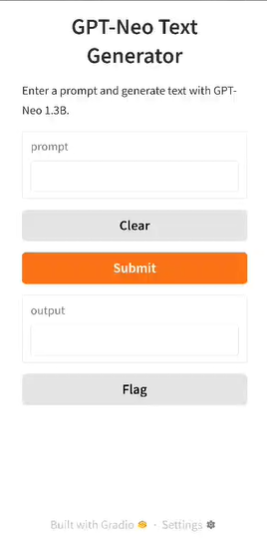 GPT-Neo Text
Generator
Enter a prompt and generate text with GPT-
Neo 1.3B.
prompt
Clear
Submit
output
Flag
Built with Gradio · Settings